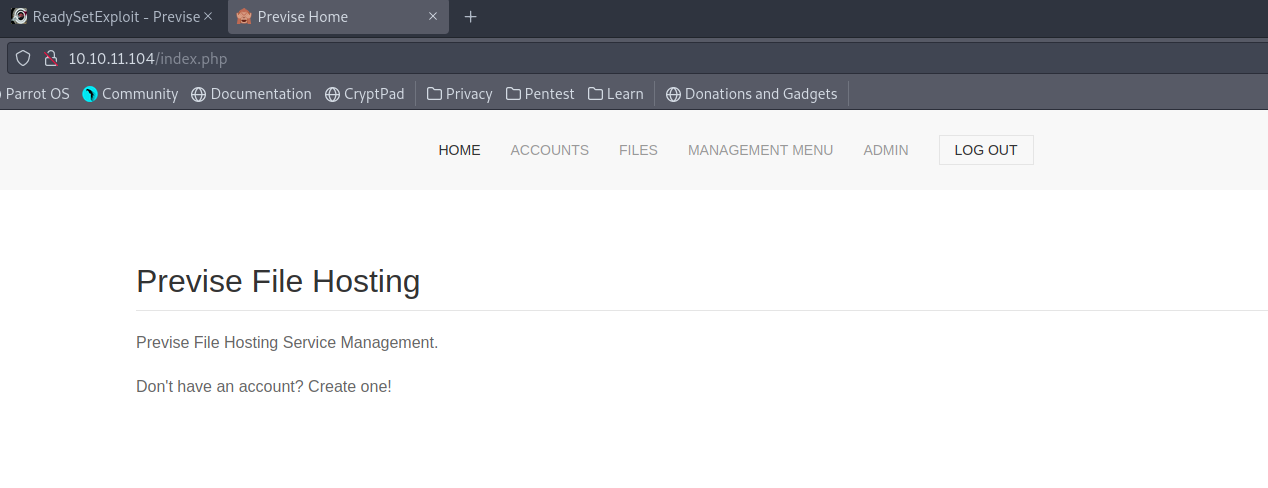 ReadySetExploit - Previse
Previse Home
10.10.11.104/index.php
Parrot OS Community Documentation CryptPad Privacy Pentest Learn Donations and Gadgets
HOME ACCOUNTS FILES MANAGEMENT MENU ADMIN LOG OUT
Previse File Hosting
Previse File Hosting Service Management.
Don't have an account? Create one!